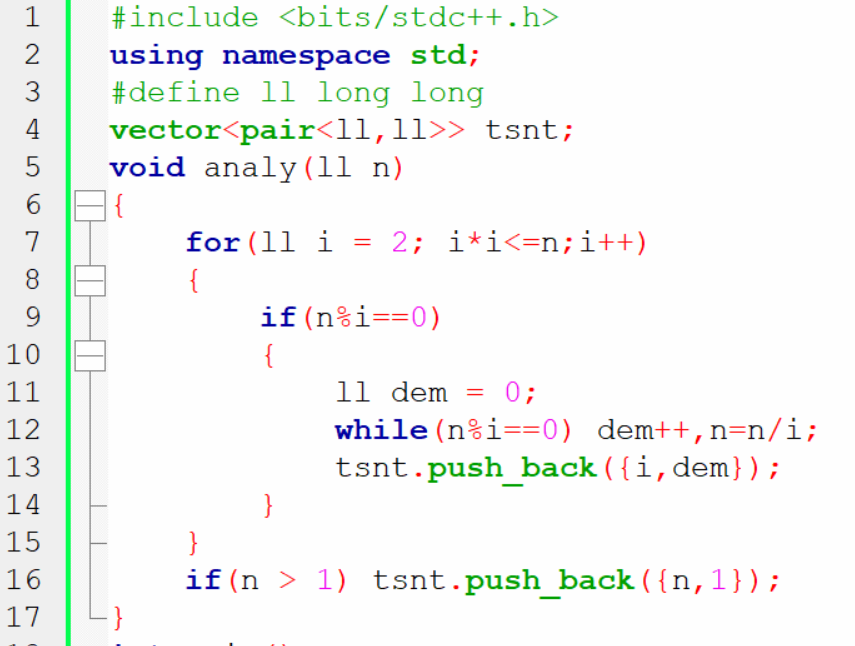 1 #include <bits/stdc++.h>
2 using namespace std;
3 #define ll long long
4 vector<pair<ll,ll>> tsnt;
5 void analy(ll n)
6 {
7 for(ll i = 2; i*i<=n;i++)
8 {
9 if(n%i==0)
10 {
11 ll dem = 0;
12 while(n%i==0) dem++,n=n/i;
13 tsnt.push_back({i,dem});
14 }
15 }
16 if(n > 1) tsnt.push_back({n,1});
17 }